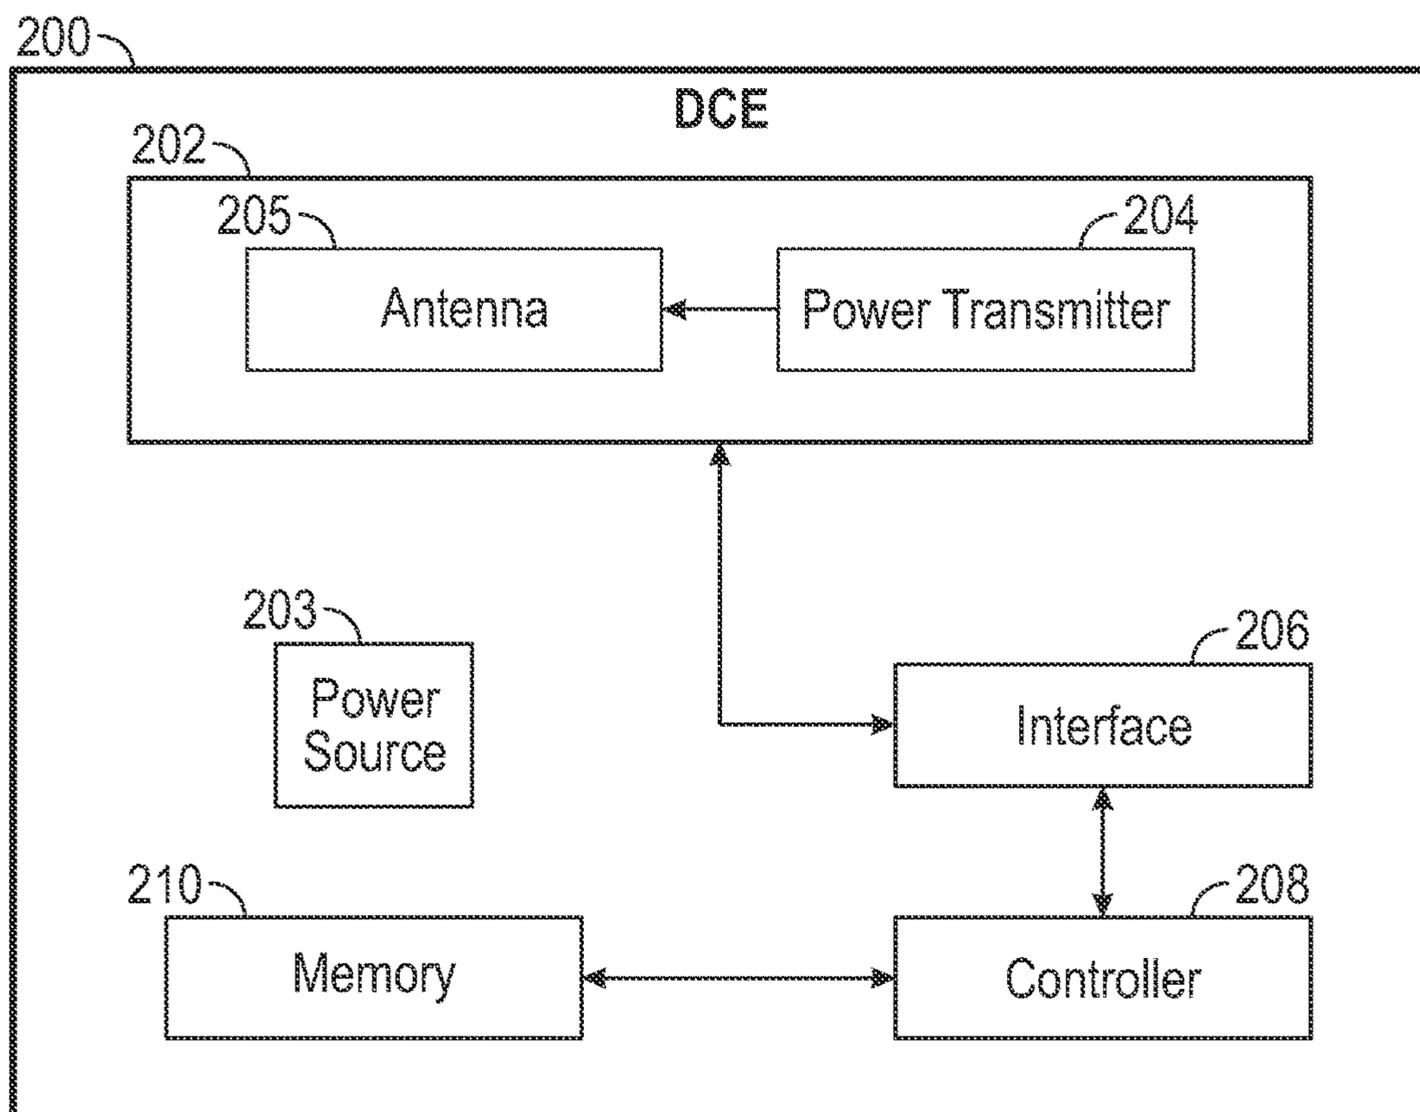 200
DCE
202
205
204
Antenna
Power Transmitter
203
Power
Source
206
Interface
210
208
Memory
Controller